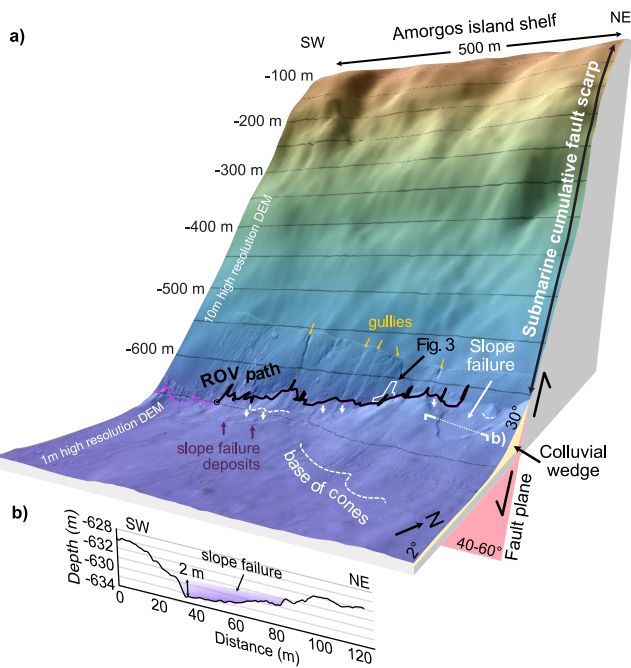 a)
Amorgos island shelf
NE
SW
500 m
-100 m
-200 m
-300 m
-400 m
-500 m
-600 m
10m high resolution DEM
Submarine cumulative fault scarp
gullies
Fig. 3
Slope
failure
ROV path
1m high resolution DEM
b)
30°
slope failure
deposits
base of cones
Colluvial
wedge
N
2°
Fault plane
40-60°
b)
-628
-632
-630
-634
Depth (m)
SW
slope failure
NE
2 m
0
20
40
60
80
100
120
Distance (m)